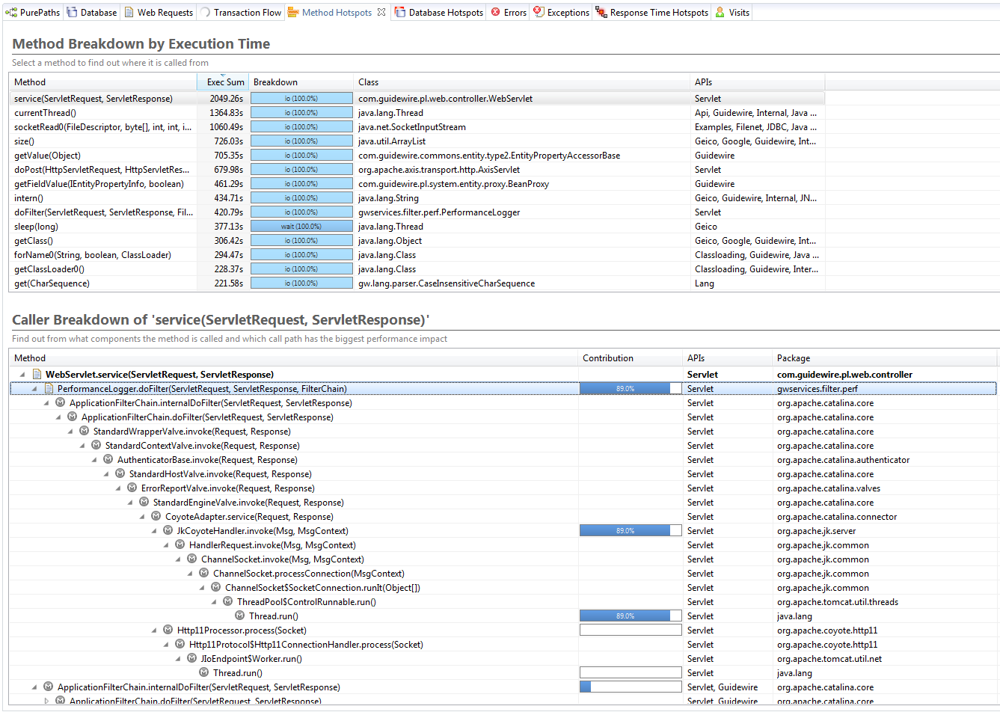 PurePaths Database Web Requests Transaction Flow Method Hotspots Database Hotspots Errors Exceptions Response Time Hotspots Visits
Method Breakdown by Execution Time
Select a method to find out where it is called from
Method Exec Sum Breakdown Class APIs
service(ServletRequest, ServletResponse) 2049.26s io (100.0%) com.guidewire.pl.web.controller.WebServlet Servlet
currentThread() 1364.83s io (100.0%) java.lang.Thread Api, Guidewire, Internal, Java ...
socketRead0(FileDescriptor, byte[], int, int, i... 1060.49s io (100.0%) java.net.SocketInputStream Examples, Filenet, JDBC, Java ...
size() 726.03s io (100.0%) java.util.ArrayList Geico, Google, Guidewire, Int...
getValue(Object) 705.35s io (100.0%) com.guidewire.commons.entity.type2.EntityPropertyAccessorBase Guidewire
doPost(HttpServletRequest, HttpServletRes... 679.98s io (100.0%) org.apache.axis.transport.http.AxisServlet Servlet
getFieldValue(IEntityPropertyInfo, boolean) 461.29s io (100.0%) com.guidewire.pl.system.entity.proxy.BeanProxy Guidewire
intern() 434.71s io (100.0%) java.lang.String Geico, Guidewire, Internal, JN...
doFilter(ServletRequest, ServletResponse, Fil... 420.79s io (100.0%) gwservices.filter.perf.PerformanceLogger Servlet
sleep(long) 377.13s wait (100.0%) java.lang.Thread Geico
getClass() 306.42s io (100.0%) java.lang.Object Geico, Google, Guidewire, Int...
forName0(String, boolean, ClassLoader) 294.47s io (100.0%) java.lang.Class Classloading, Guidewire, Java ...
getClassLoader0() 228.37s io (100.0%) java.lang.Class Classloading, Guidewire, Inter...
get(CharSequence) 221.58s io (100.0%) gw.lang.parser.CaseInsensitiveCharSequence Lang
Caller Breakdown of 'service(ServletRequest, ServletResponse)'
Find out from what components the method is called and which call path has the biggest performance impact
Method Contribution APIs Package
WebServlet.service(ServletRequest, ServletResponse) Servlet com.guidewire.pl.web.controller
PerformanceLogger.doFilter(ServletRequest, ServletResponse, FilterChain) 89.0% Servlet gwservices.filter.perf
ApplicationFilterChain.internalDoFilter(ServletRequest, ServletResponse) Servlet org.apache.catalina.core
ApplicationFilterChain.doFilter(ServletRequest, ServletResponse) Servlet org.apache.catalina.core
StandardWrapperValve.invoke(Request, Response) Servlet org.apache.catalina.core
StandardContextValve.invoke(Request, Response) Servlet org.apache.catalina.core
AuthenticatorBase.invoke(Request, Response) Servlet org.apache.catalina.authenticator
StandardHostValve.invoke(Request, Response) Servlet org.apache.catalina.core
ErrorReportValve.invoke(Request, Response) Servlet org.apache.catalina.valves
StandardEngineValve.invoke(Request, Response) Servlet org.apache.catalina.core
CoyoteAdapter.service(Request, Response) Servlet org.apache.catalina.connector
JkCoyoteHandler.invoke(Msg, MsgContext) 89.0% Servlet org.apache.jk.server
HandlerRequest.invoke(Msg, MsgContext) Servlet org.apache.jk.common
ChannelSocket.invoke(Msg, MsgContext) Servlet org.apache.jk.common
ChannelSocket.processConnection(MsgContext) Servlet org.apache.jk.common
ChannelSocket$SocketConnection.runIt(Object[]) Servlet org.apache.jk.common
ThreadPool$ControlRunnable.run() Servlet org.apache.tomcat.util.threads
Thread.run() 89.0% Servlet java.lang
Http11Processor.process(Socket) Servlet org.apache.coyote.http11
Http11Protocol$Http11ConnectionHandler.process(Socket) Servlet org.apache.coyote.http11
JIoEndpoint$Worker.run() Servlet org.apache.tomcat.util.net
Thread.run() Servlet java.lang
ApplicationFilterChain.internalDoFilter(ServletRequest, ServletResponse) Servlet, Guidewire org.apache.catalina.core
ApplicationFilterChain.doFilter(ServletRequest, ServletResponse) Servlet, Guidewire org.apache.catalina.core